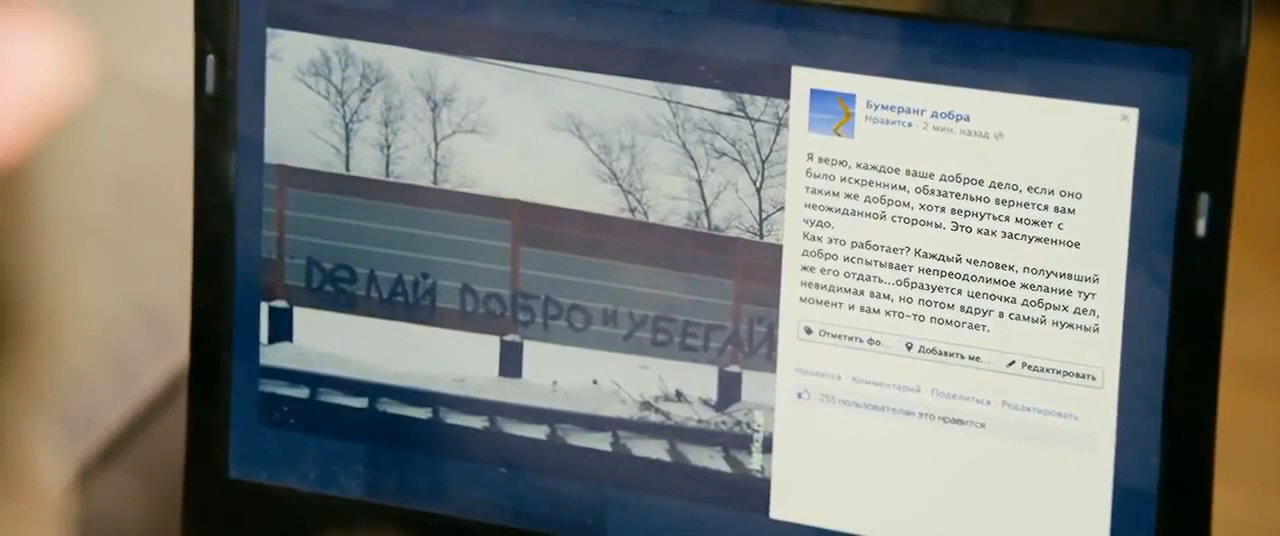 делай добро и убегай
Бумеранг добра
Нравится · 2 мин. назад
Я верю, каждое ваше доброе дело, если оно
было искренним, обязательно вернется вам
таким же добром, хотя вернуться может с
неожиданной стороны. Это как заслуженное
чудо.
Как это работает? Каждый человек, получивший
добро испытывает непреодолимое желание тут
же его отдать...образуется цепочка добрых дел,
невидимая вам, но потом вдруг в самый нужный
момент и вам кто-то помогает.
Отметить фо... Добавить ме... Редактировать
Нравится · Комментарий · Поделиться · Редактировать
255 пользователям это нравится